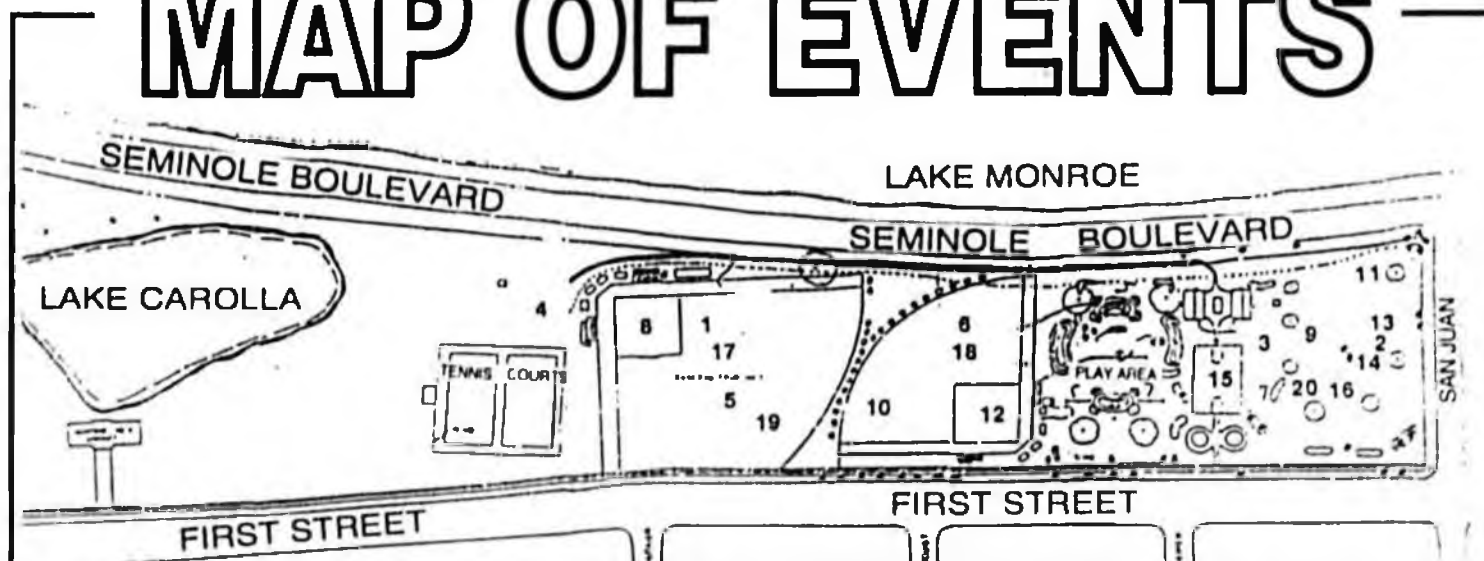 MAP OF EVENTS
LAKE MONROE
SEMINOLE BOULEVARD
SEMINOLE BOULEVARD
LAKE CAROLLA
SAN JUAN
TENNIS COURTS
PLAY AREA
4
8
1
17
5
19
6
18
10
12
15
3
9
11
13
2
14
7
20
16
FIRST STREET
FIRST STREET